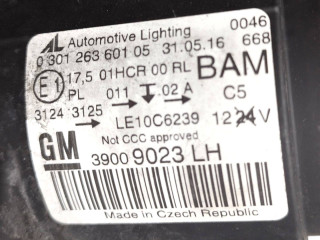 AL Automotive Lighting 0046
0 301 263 601 05 31.05.16 668
E1 17,5 01HCR 00 RL BAM
PL 011 .02 A C5
3124 3125
LE10C6239 12 24 V
Not CCC approved
GM 3900 9023 LH
Made in Czech Republic